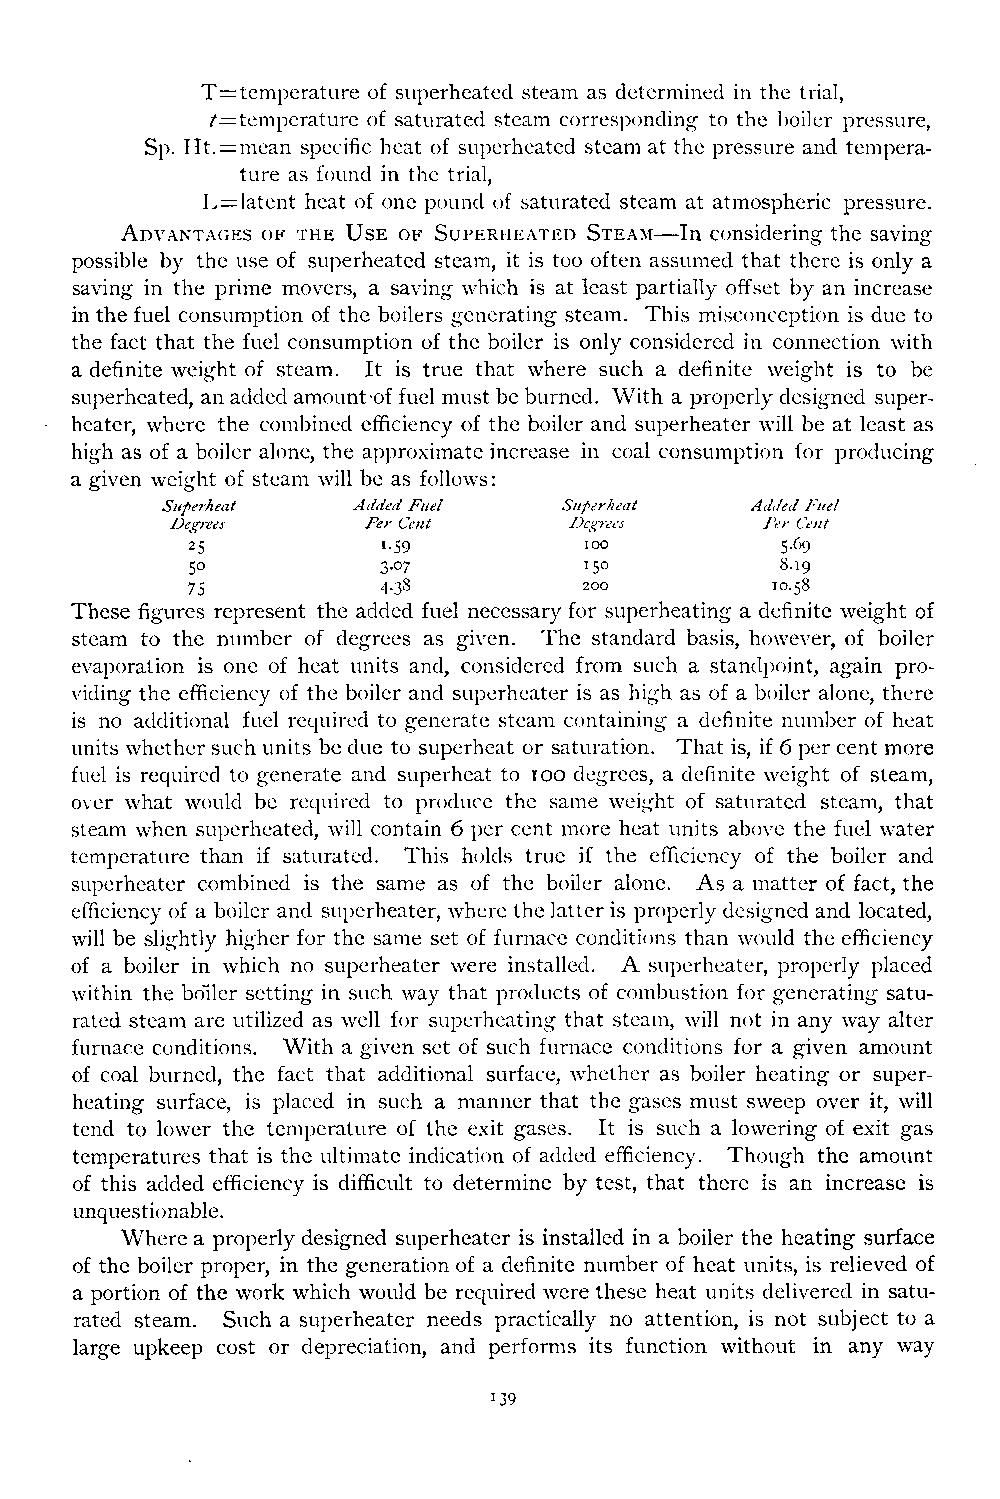 T=temperature of superheated steam as determined in the trial,
t=temperature of saturated steam corresponding to the boiler pressure,
Sp. Ht.=mean specific heat of superheated steam at the pressure and tempera-
ture as found in the trial,
L=latent heat of one pound of saturated steam at atmospheric pressure.
ADVANTAGES OF THE USE OF SUPERHEATED STEAM—In considering the saving
possible by the use of superheated steam, it is too often assumed that there is only a
saving in the prime movers, a saving which is at least partially offset by an increase
in the fuel consumption of the boilers generating steam. This misconception is due to
the fact that the fuel consumption of the boiler is only considered in connection with
a definite weight of steam. It is true that where such a definite weight is to be
superheated, an added amount of fuel must be burned. With a properly designed super-
heater, where the combined efficiency of the boiler and superheater will be at least as
high as of a boiler alone, the approximate increase in coal consumption for producing
a given weight of steam will be as follows:
Superheat Added Fuel Superheat Added Fuel
Degrees Per Cent Degrees Per Cent
25 1.59 100 5.69
50 3.07 150 8.19
75 4.38 200 10.58
These figures represent the added fuel necessary for superheating a definite weight of
steam to the number of degrees as given. The standard basis, however, of boiler
evaporation is one of heat units and, considered from such a standpoint, again pro-
viding the efficiency of the boiler and superheater is as high as of a boiler alone, there
is no additional fuel required to generate steam containing a definite number of heat
units whether such units be due to superheat or saturation. That is, if 6 per cent more
fuel is required to generate and superheat to 100 degrees, a definite weight of steam,
over what would be required to produce the same weight of saturated steam, that
steam when superheated, will contain 6 per cent more heat units above the fuel water
temperature than if saturated. This holds true if the efficiency of the boiler and
superheater combined is the same as of the boiler alone. As a matter of fact, the
efficiency of a boiler and superheater, where the latter is properly designed and located,
will be slightly higher for the same set of furnace conditions than would the efficiency
of a boiler in which no superheater were installed. A superheater, properly placed
within the boiler setting in such way that products of combustion for generating satu-
rated steam are utilized as well for superheating that steam, will not in any way alter
furnace conditions. With a given set of such furnace conditions for a given amount
of coal burned, the fact that additional surface, whether as boiler heating or super-
heating surface, is placed in such a manner that the gases must sweep over it, will
tend to lower the temperature of the exit gases. It is such a lowering of exit gas
temperatures that is the ultimate indication of added efficiency. Though the amount
of this added efficiency is difficult to determine by test, that there is an increase is
unquestionable.
Where a properly designed superheater is installed in a boiler the heating surface
of the boiler proper, in the generation of a definite number of heat units, is relieved of
a portion of the work which would be required were these heat units delivered in satu-
rated steam. Such a superheater needs practically no attention, is not subject to a
large upkeep cost or depreciation, and performs its function without in any way
139